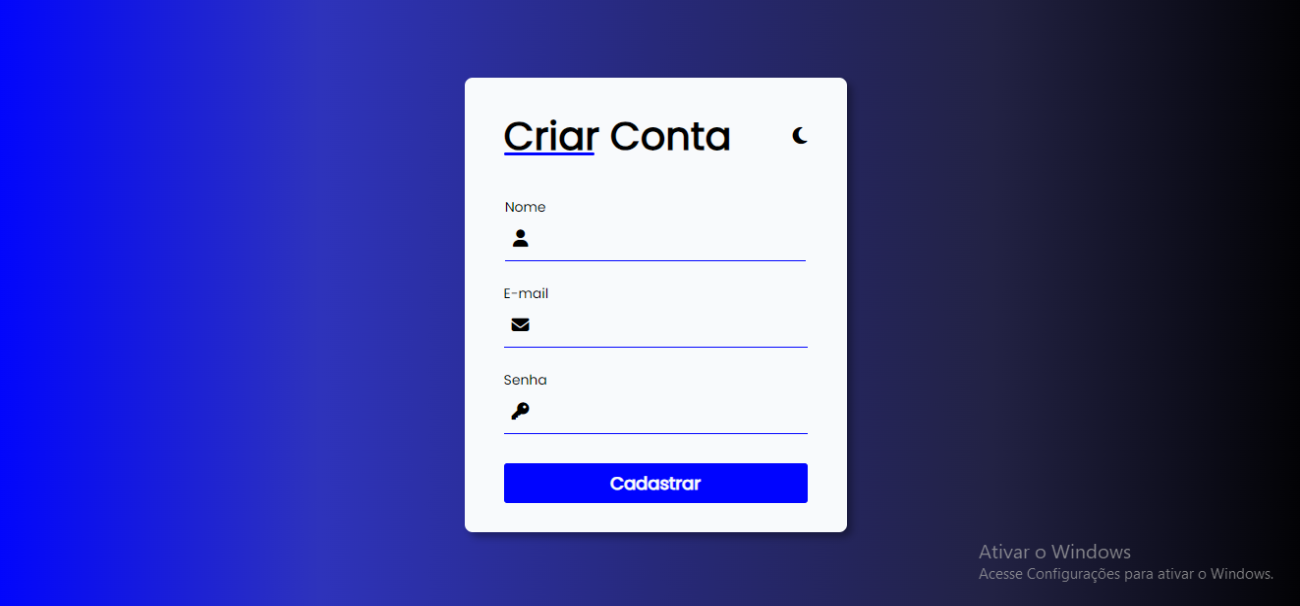 Criar Conta
Nome
E-mail
Senha
Cadastrar
Ativar o Windows
Acesse Configurações para ativar o Windows.